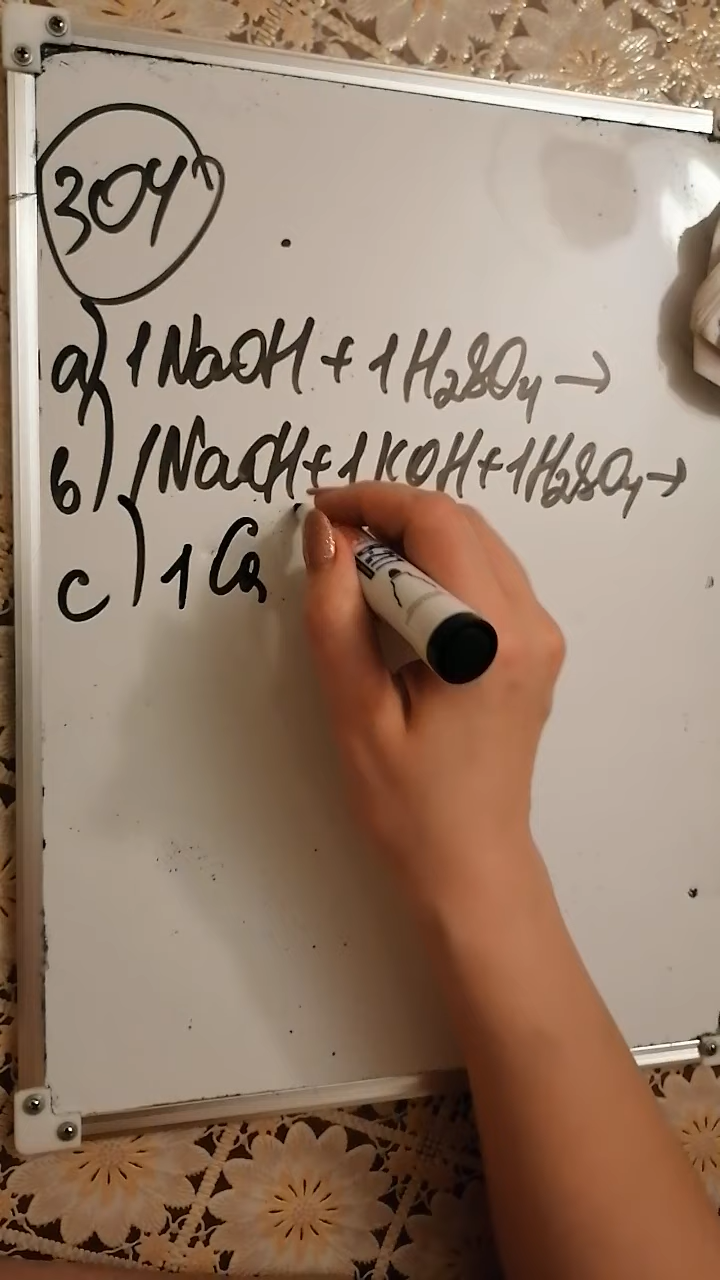 304
a) 1NaOH + 1H₂SO₄ →
b) 1NaOH + 1KOH + 1H₂SO₄ →
c) 1Ca